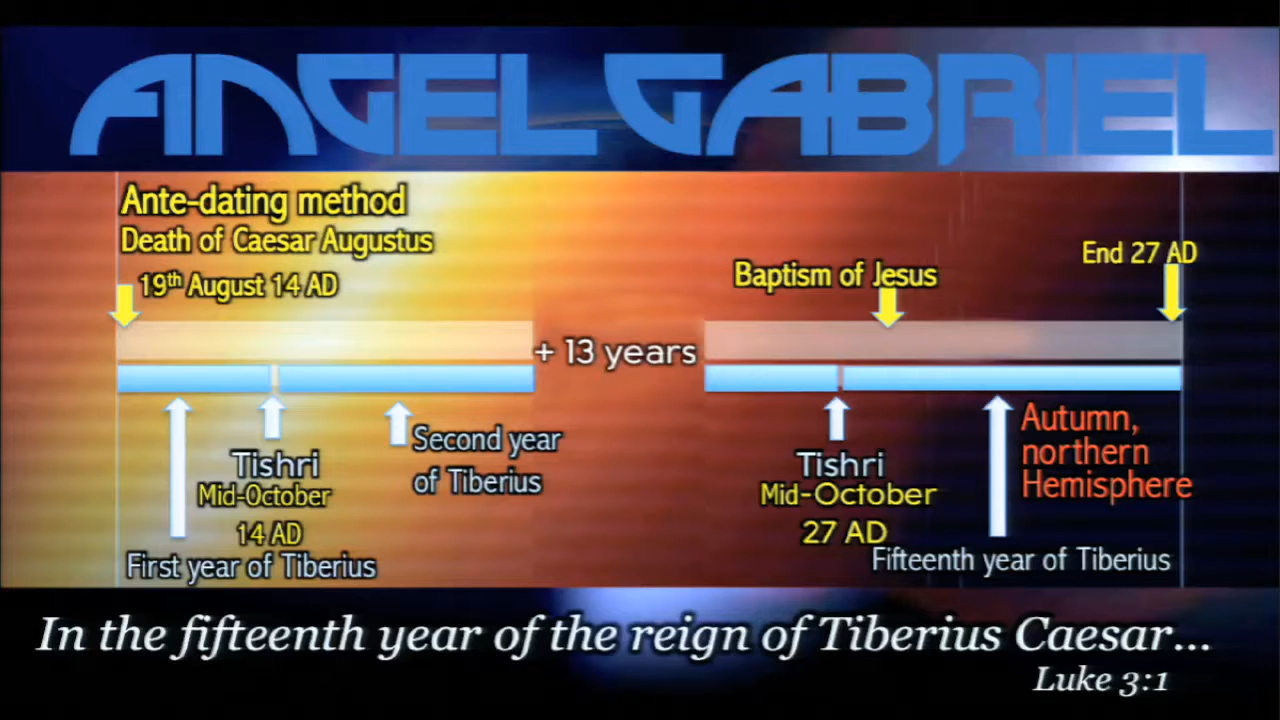 ANGEL GABRIEL
Ante-dating method
Death of Caesar Augustus
19th August 14 AD
Baptism of Jesus
End 27 AD
+ 13 years
Tishri
Mid-October
14 AD
First year of Tiberius
Second year
of Tiberius
Tishri
Mid-October
27 AD
Fifteenth year of Tiberius
Autumn,
northern
Hemisphere
In the fifteenth year of the reign of Tiberius Caesar...
Luke 3:1